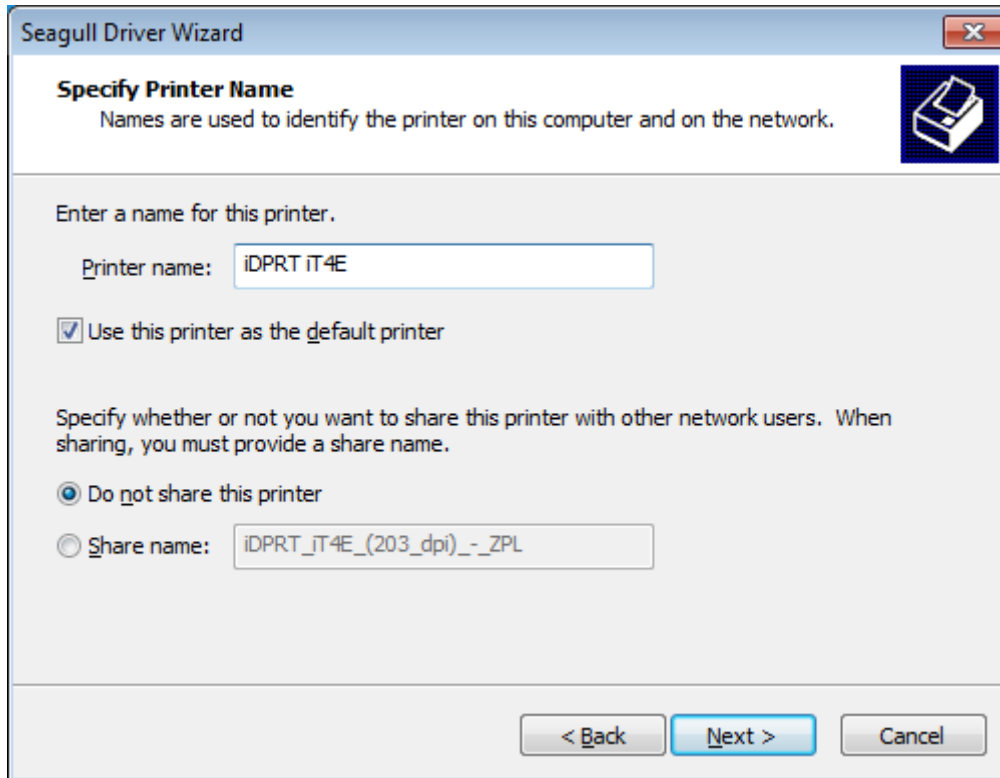 Seagull Driver Wizard
Specify Printer Name
Names are used to identify the printer on this computer and on the network.
Enter a name for this printer.
Printer name: iDPRT iT4E
Use this printer as the default printer
Specify whether or not you want to share this printer with other network users.  When
sharing, you must provide a share name.
Do not share this printer
Share name: iDPRT_iT4E_(203_dpi)_-_ZPL
< Back Next > Cancel